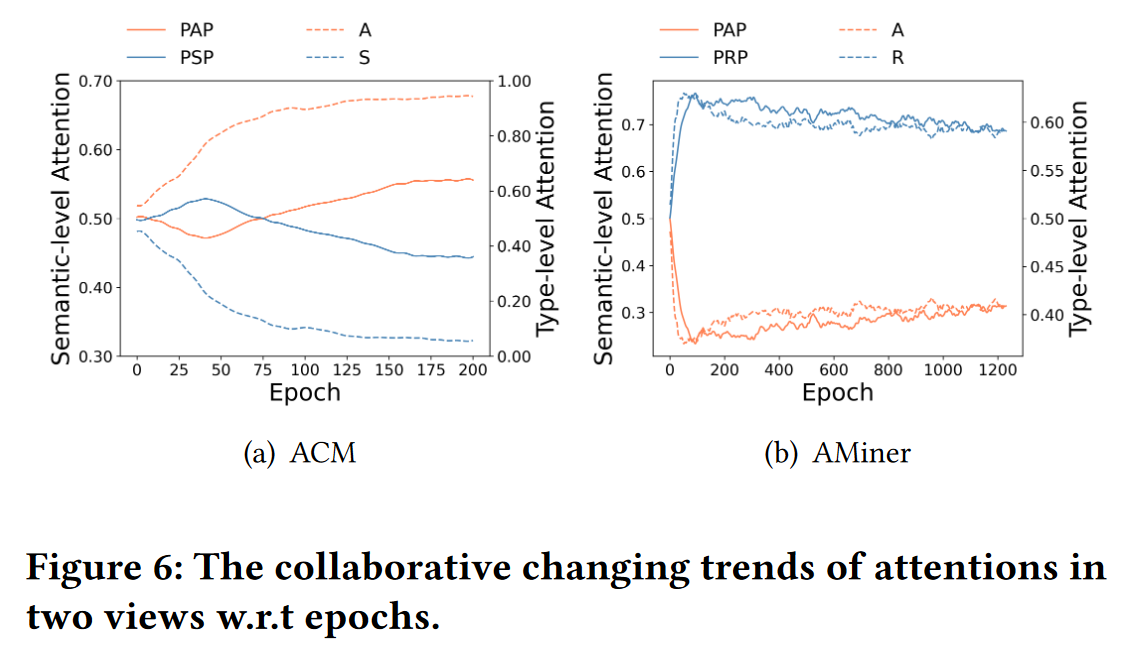 PAP A
PSP S
PAP A
PRP R
Semantic-level Attention
0.70
0.60
0.50
0.40
0.30
1.00
0.80
0.60
0.40
0.20
0.00
Type-level Attention
0 25 50 75 100 125 150 175 200
Epoch
Semantic-level Attention
0.7
0.6
0.5
0.4
0.3
0.60
0.55
0.50
0.45
0.40
Type-level Attention
0 200 400 600 800 1000 1200
Epoch
(a) ACM
(b) AMiner
Figure 6: The collaborative changing trends of attentions in
two views w.r.t epochs.